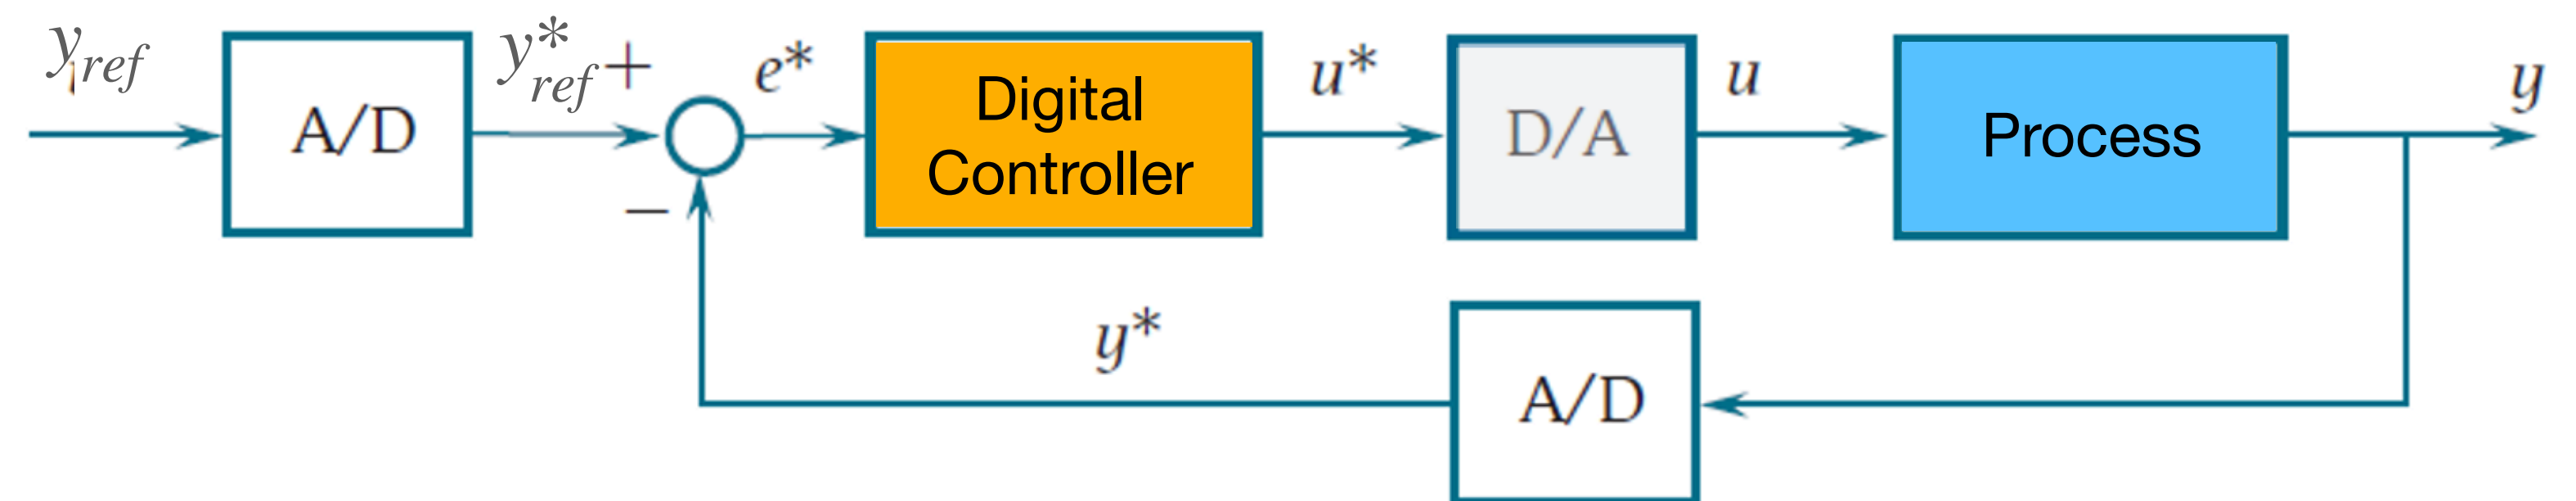 y_ref
A/D
y*_ref
+
e*
Digital
Controller
u*
D/A
u
Process
y
−
y*
A/D